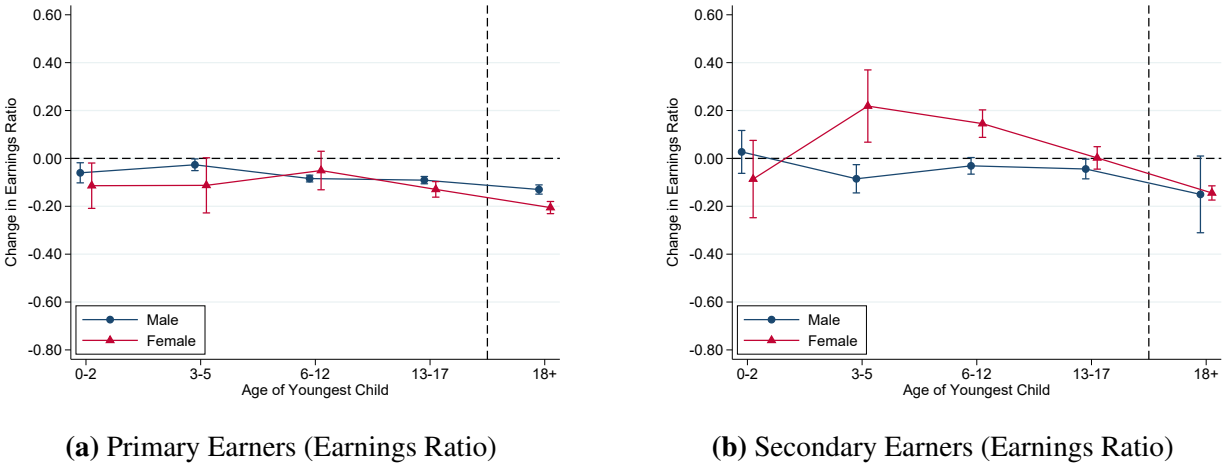 0.60
0.40
0.20
0.00
-0.20
-0.40
-0.60
-0.80
Change in Earnings Ratio
Male
Female
0-2
3-5
6-12
13-17
18+
Age of Youngest Child
(a) Primary Earners (Earnings Ratio)
0.60
0.40
0.20
0.00
-0.20
-0.40
-0.60
-0.80
Change in Earnings Ratio
Male
Female
0-2
3-5
6-12
13-17
18+
Age of Youngest Child
(b) Secondary Earners (Earnings Ratio)